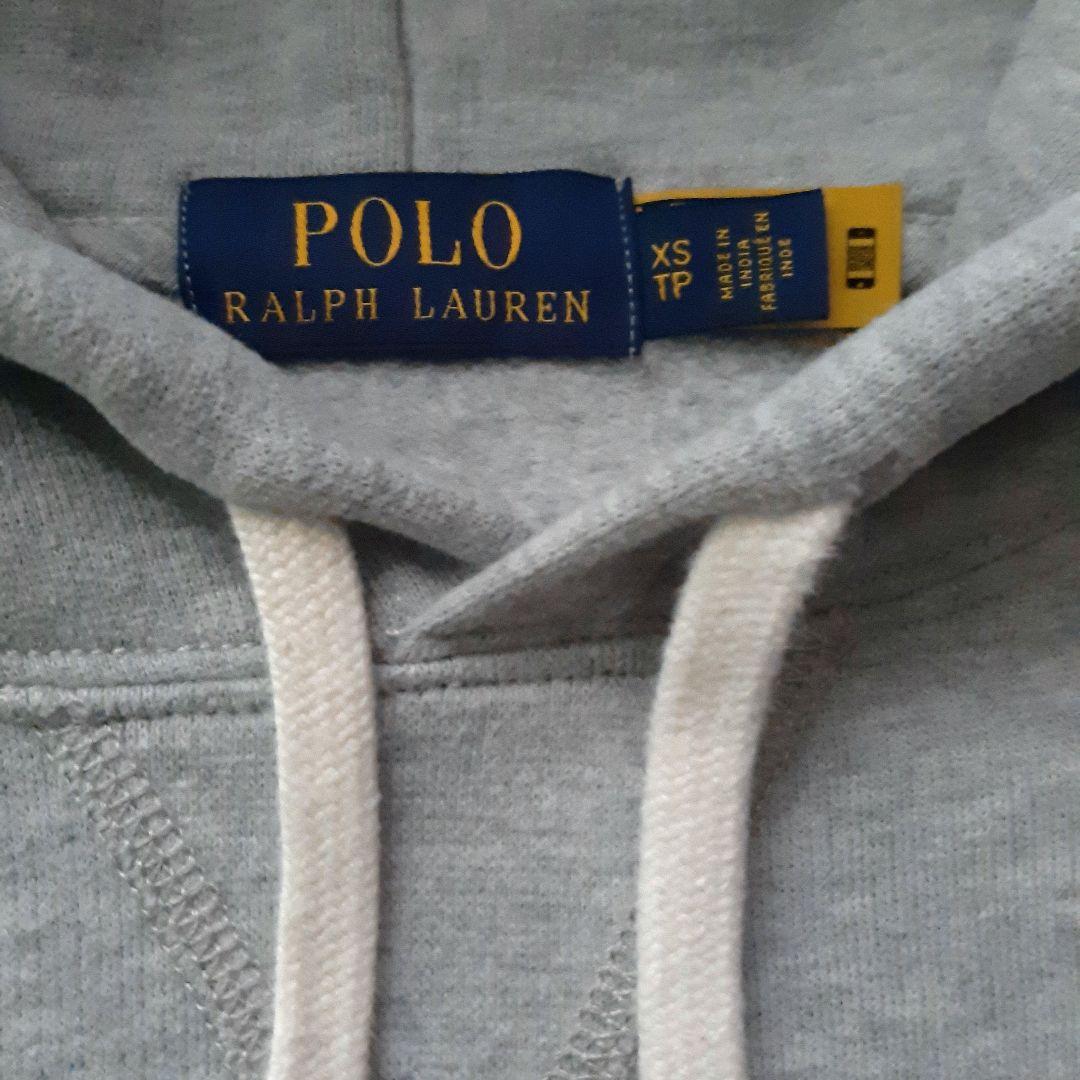 POLO
RALPH LAUREN
XS
TP
MADE IN
INDIA
FABRIQUÉ EN
INDE